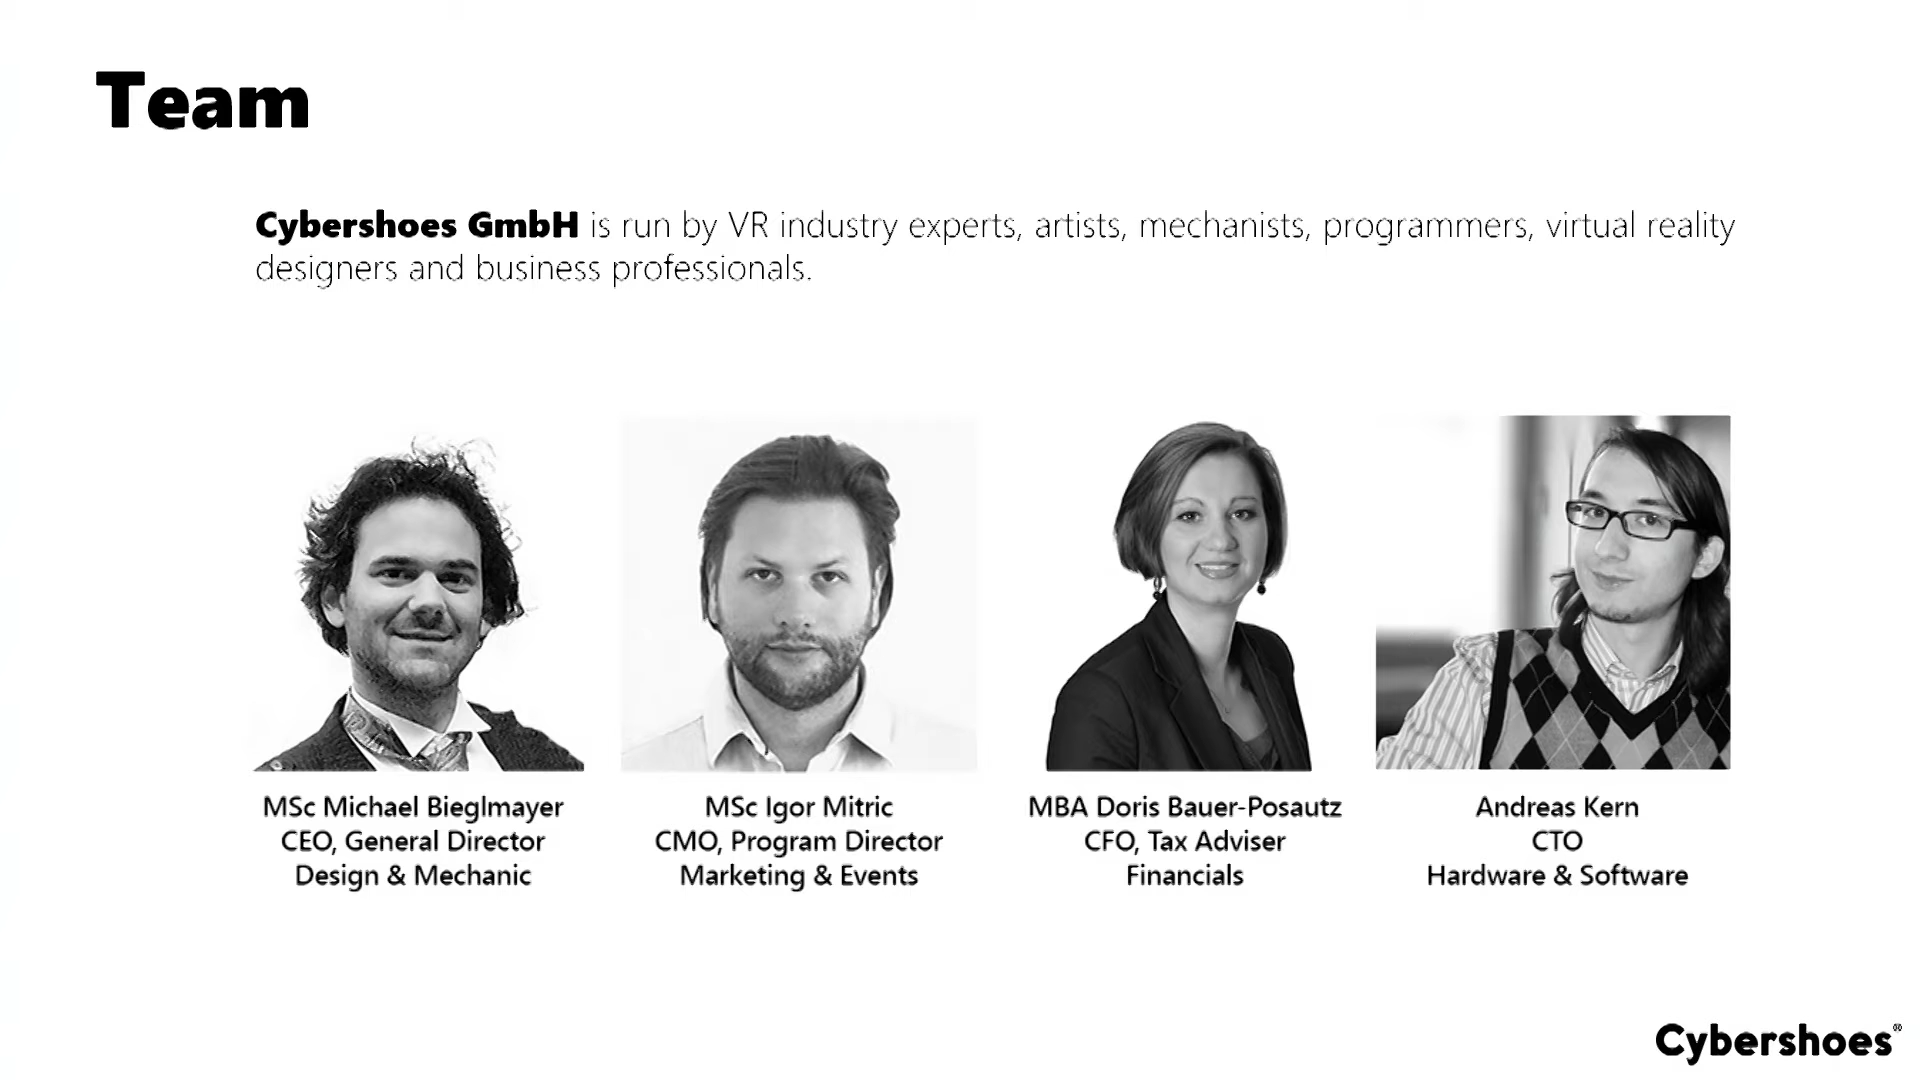 Team
Cybershoes GmbH is run by VR industry experts, artists, mechanists, programmers, virtual reality
designers and business professionals.
MSc Michael Bieglmayer
CEO, General Director
Design & Mechanic
MSc Igor Mitric
CMO, Program Director
Marketing & Events
MBA Doris Bauer-Posautz
CFO, Tax Adviser
Financials
Andreas Kern
CTO
Hardware & Software
Cybershoes®